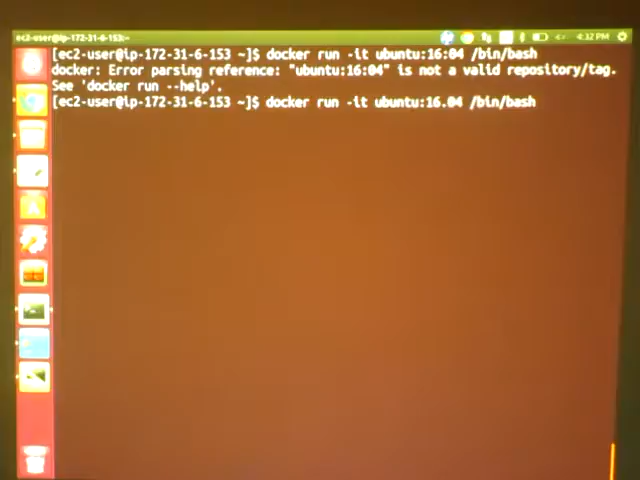 ec2-user@ip-172-31-6-153:~
4:32 PM
[ec2-user@ip-172-31-6-153 ~]$ docker run -it ubuntu:16:04 /bin/bash
docker: Error parsing reference: "ubuntu:16:04" is not a valid repository/tag.
See 'docker run --help'.
[ec2-user@ip-172-31-6-153 ~]$ docker run -it ubuntu:16.04 /bin/bash